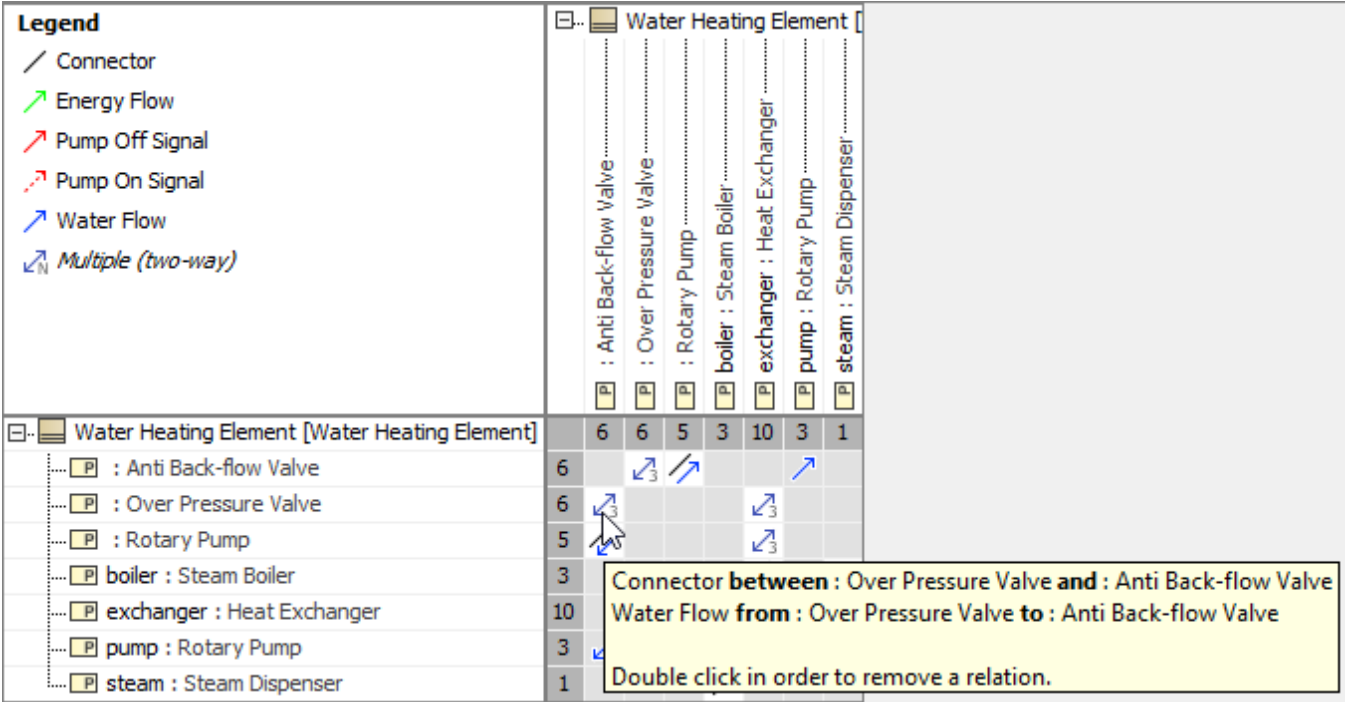 Legend
Connector
Energy Flow
Pump Off Signal
Pump On Signal
Water Flow
N Multiple (two-way)
Water Heating Element [
: Anti Back-flow Valve
: Over Pressure Valve
: Rotary Pump
boiler : Steam Boiler
exchanger : Heat Exchanger
pump : Rotary Pump
steam : Steam Dispenser
P P P P P P P
Water Heating Element [Water Heating Element] 6 6 5 3 10 3 1
P : Anti Back-flow Valve 6 3
P : Over Pressure Valve 6 3 3
P : Rotary Pump 5 3
P boiler : Steam Boiler 3
P exchanger : Heat Exchanger 10
P pump : Rotary Pump 3
P steam : Steam Dispenser 1
Connector between : Over Pressure Valve and : Anti Back-flow Valve
Water Flow from : Over Pressure Valve to : Anti Back-flow Valve
Double click in order to remove a relation.